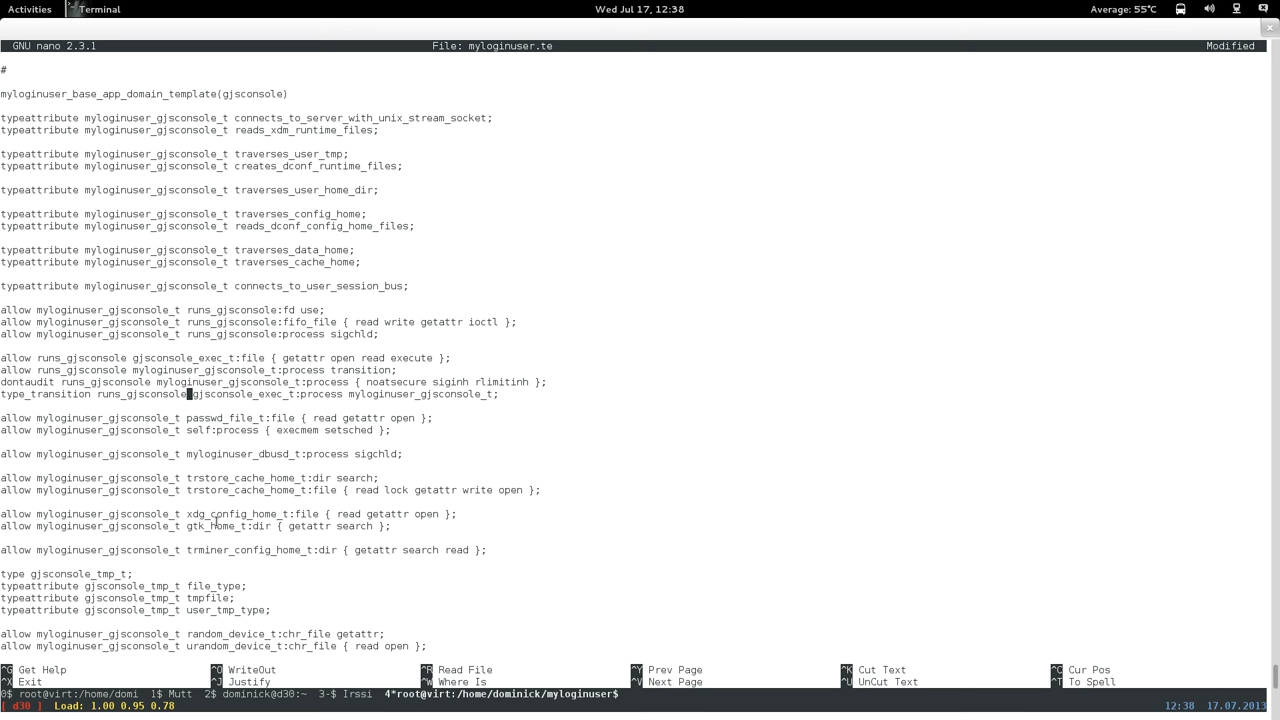 Activities Terminal Wed Jul 17, 12:38 Average: 55°C
GNU nano 2.3.1 File: myloginuser.te Modified
#
myloginuser_base_app_domain_template(gjsconsole)
typeattribute myloginuser_gjsconsole_t connects_to_server_with_unix_stream_socket;
typeattribute myloginuser_gjsconsole_t reads_xdm_runtime_files;
typeattribute myloginuser_gjsconsole_t traverses_user_tmp;
typeattribute myloginuser_gjsconsole_t creates_dconf_runtime_files;
typeattribute myloginuser_gjsconsole_t traverses_user_home_dir;
typeattribute myloginuser_gjsconsole_t traverses_config_home;
typeattribute myloginuser_gjsconsole_t reads_dconf_config_home_files;
typeattribute myloginuser_gjsconsole_t traverses_data_home;
typeattribute myloginuser_gjsconsole_t traverses_cache_home;
typeattribute myloginuser_gjsconsole_t connects_to_user_session_bus;
allow myloginuser_gjsconsole_t runs_gjsconsole:fd use;
allow myloginuser_gjsconsole_t runs_gjsconsole:fifo_file { read write getattr ioctl };
allow myloginuser_gjsconsole_t runs_gjsconsole:process sigchld;
allow runs_gjsconsole gjsconsole_exec_t:file { getattr open read execute };
allow runs_gjsconsole myloginuser_gjsconsole_t:process transition;
dontaudit runs_gjsconsole myloginuser_gjsconsole_t:process { noatsecure siginh rlimitinh };
type_transition runs_gjsconsole gjsconsole_exec_t:process myloginuser_gjsconsole_t;
allow myloginuser_gjsconsole_t passwd_file_t:file { read getattr open };
allow myloginuser_gjsconsole_t self:process { execmem setsched };
allow myloginuser_gjsconsole_t myloginuser_dbusd_t:process sigchld;
allow myloginuser_gjsconsole_t trstore_cache_home_t:dir search;
allow myloginuser_gjsconsole_t trstore_cache_home_t:file { read lock getattr write open };
allow myloginuser_gjsconsole_t xdg_config_home_t:file { read getattr open };
allow myloginuser_gjsconsole_t gtk_home_t:dir { getattr search };
allow myloginuser_gjsconsole_t trminer_config_home_t:dir { getattr search read };
type gjsconsole_tmp_t;
typeattribute gjsconsole_tmp_t file_type;
typeattribute gjsconsole_tmp_t tmpfile;
typeattribute gjsconsole_tmp_t user_tmp_type;
allow myloginuser_gjsconsole_t random_device_t:chr_file getattr;
allow myloginuser_gjsconsole_t urandom_device_t:chr_file { read open };
^G Get Help ^O WriteOut ^R Read File ^Y Prev Page ^K Cut Text ^C Cur Pos
^X Exit ^J Justify ^W Where Is ^V Next Page ^U UnCut Text ^T To Spell
0$ root@virt:/home/domi 1$ Mutt 2$ dominick@d30:~ 3-$ Irssi 4*root@virt:/home/dominick/myloginuser$
[ d30 ] Load: 1.00 0.95 0.78 12:38 17.07.2013